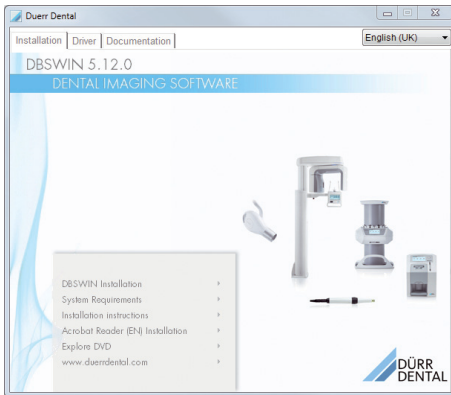 Duerr Dental
Installation Driver Documentation English (UK)
DBSWIN 5.12.0
DENTAL IMAGING SOFTWARE
DBSWIN Installation
System Requirements
Installation instructions
Acrobat Reader (EN) Installation
Explore DVD
www.duerrdental.com
DÜRR
DENTAL